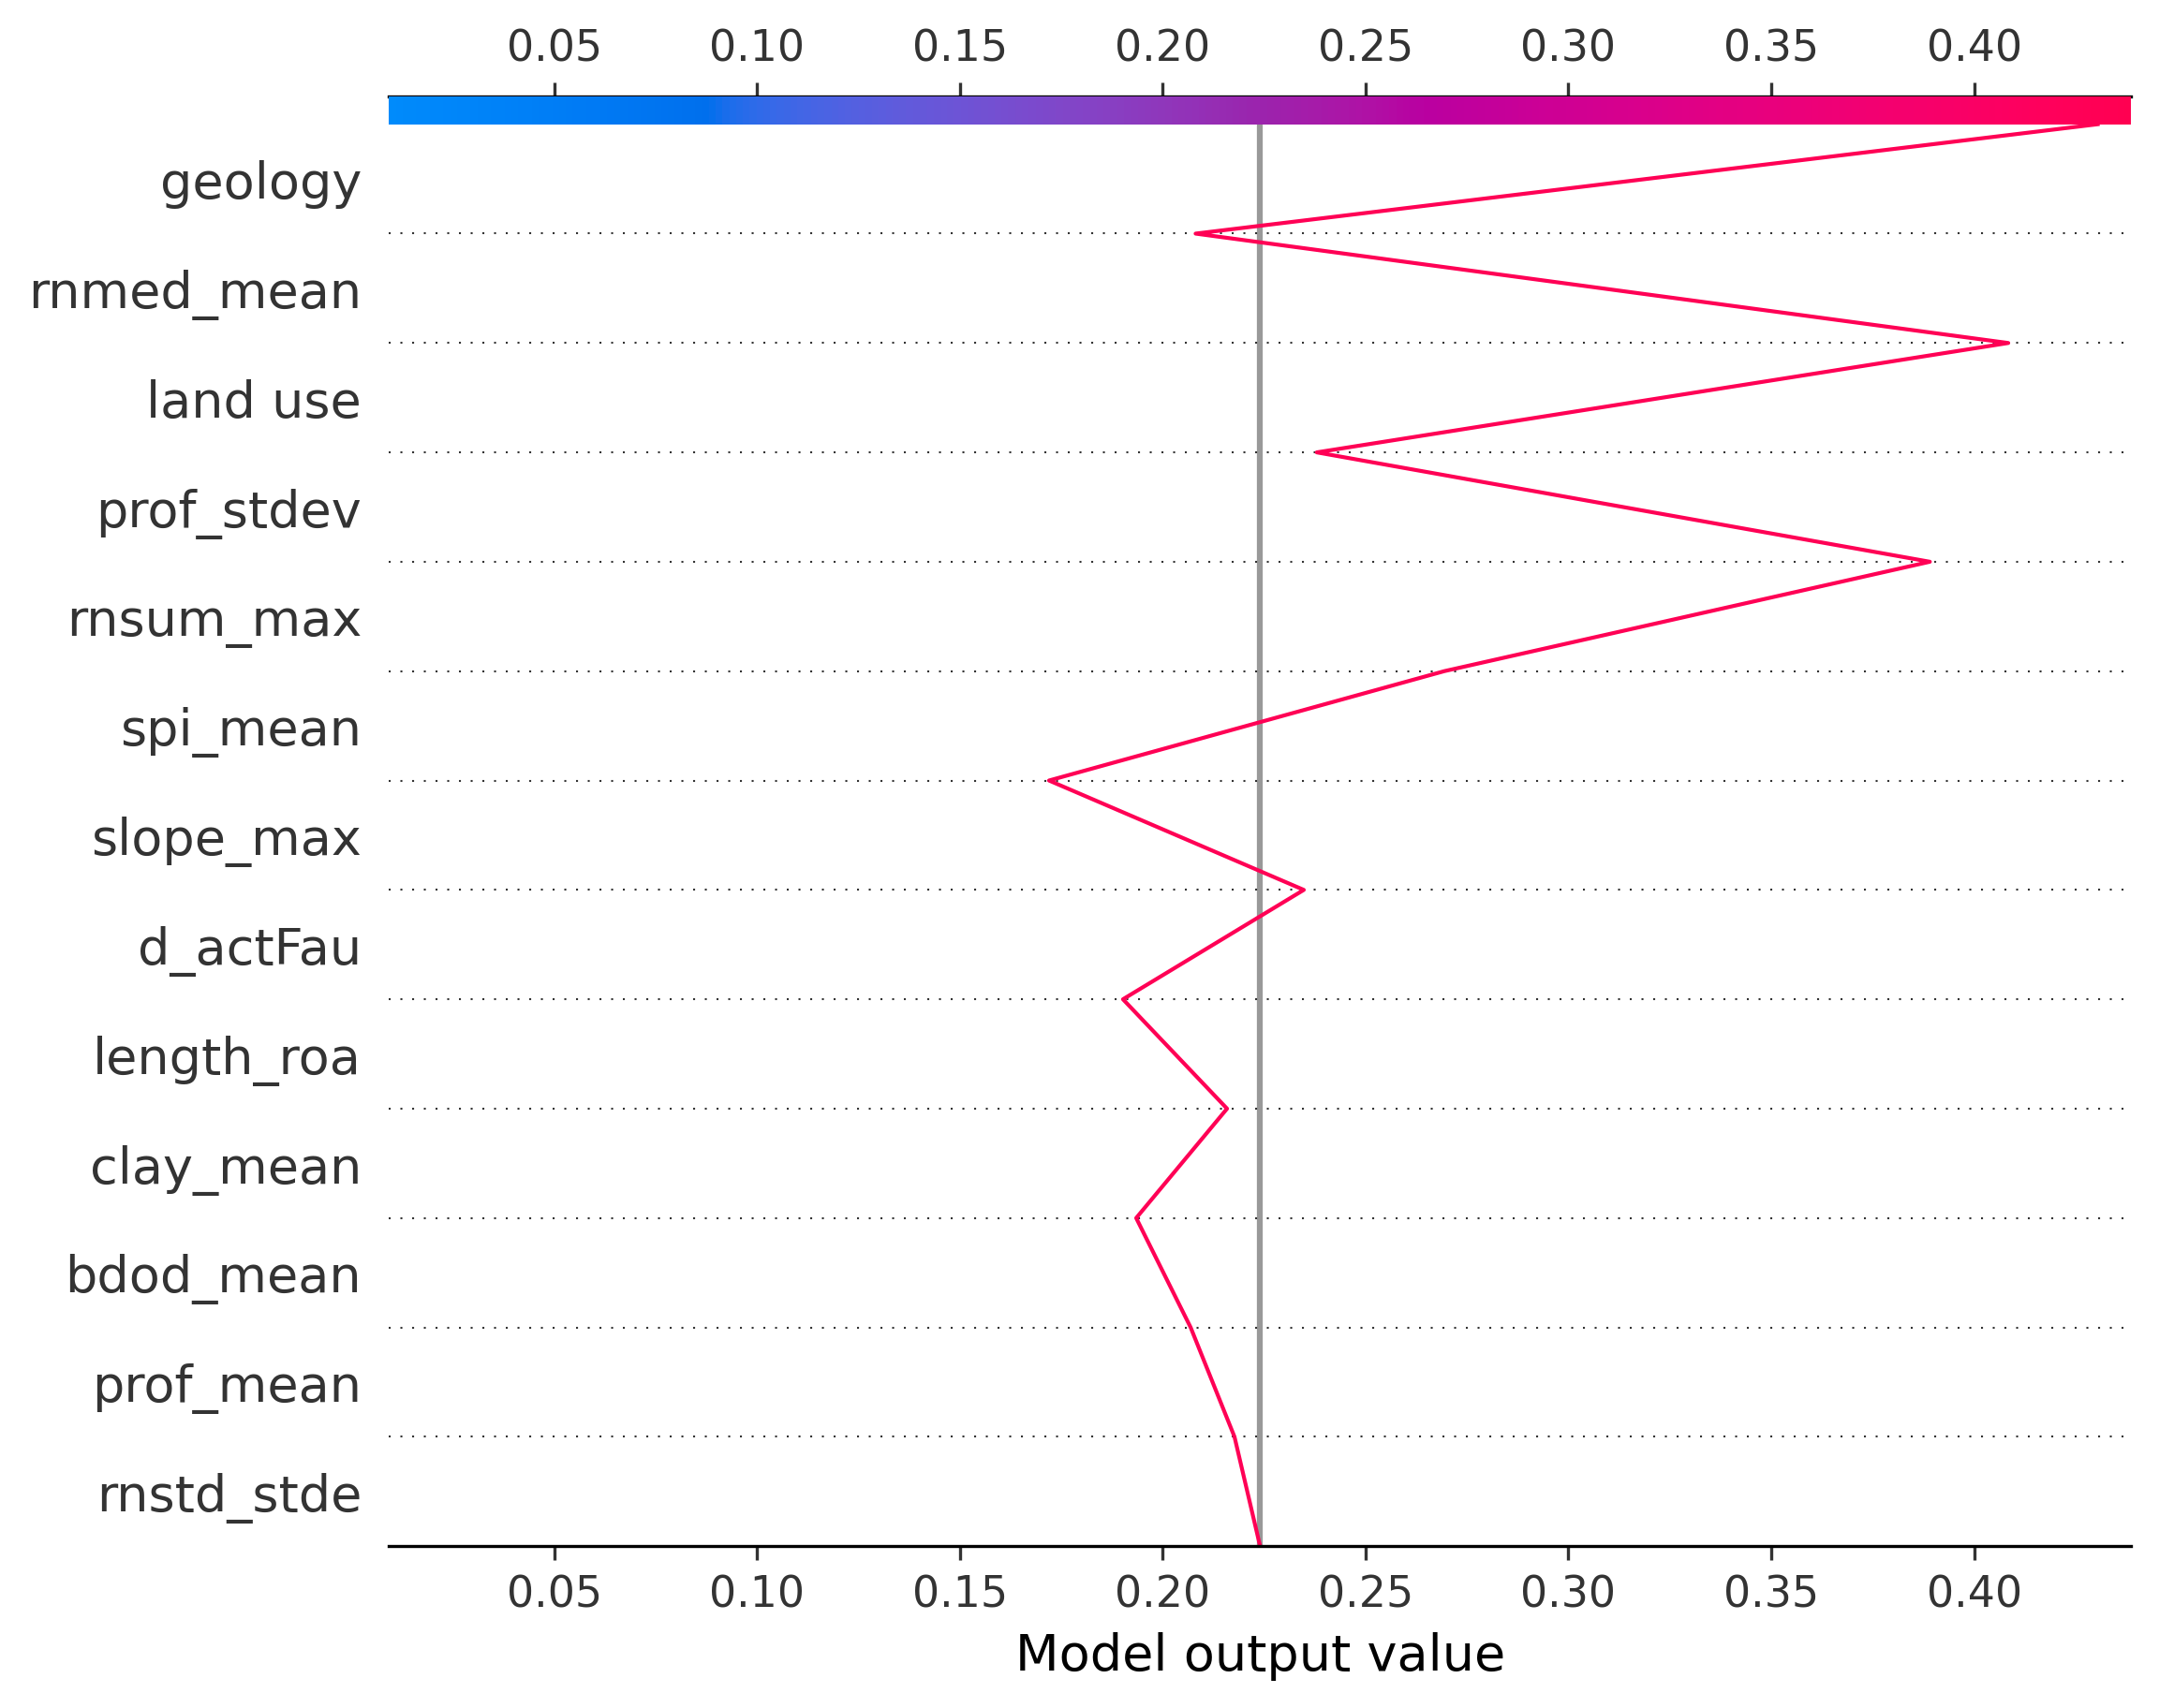 0.05 0.10 0.15 0.20 0.25 0.30 0.35 0.40
geology
rnmed_mean
land use
prof_stdev
rnsum_max
spi_mean
slope_max
d_actFau
length_roa
clay_mean
bdod_mean
prof_mean
rnstd_stde
0.05 0.10 0.15 0.20 0.25 0.30 0.35 0.40
Model output value